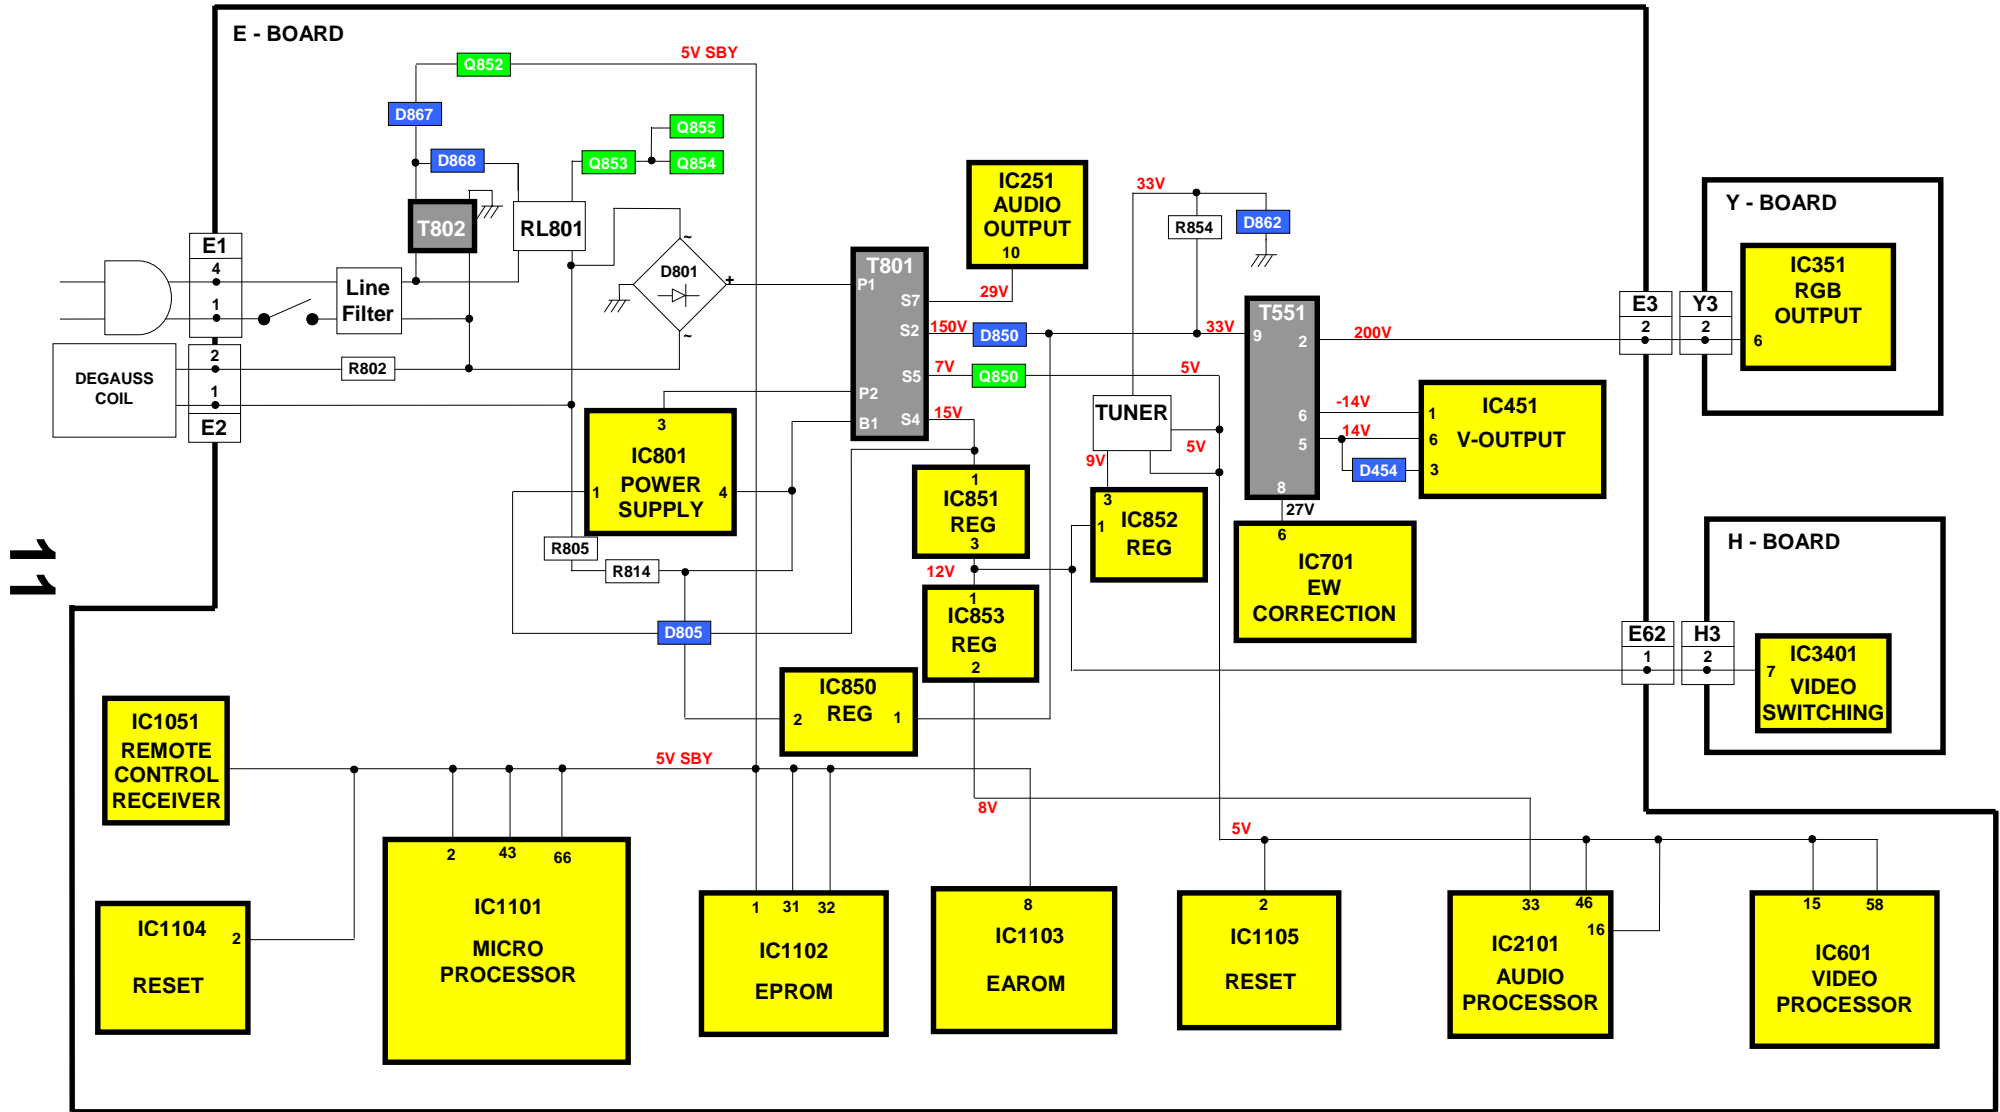 E - BOARD
Q852
5V SBY
D867
D868
Q855
Q853
Q854
T802
RL801
E1
4
1
Line
Filter
D801
~
+
~
DEGAUSS
COIL
2
1
E2
R802
T801
P1
S7
S2
S5
P2
B1
S4
29V
150V
7V
15V
D850
Q850
IC251
AUDIO
OUTPUT
10
33V
R854
D862
33V
5V
TUNER
5V
9V
T551
9
2
6
5
8
200V
-14V
14V
27V
D454
IC451
V-OUTPUT
1
6
3
E3
2
Y3
2
Y - BOARD
IC351
RGB
OUTPUT
6
3
IC801
POWER
SUPPLY
1
4
R805
R814
D805
1
IC851
REG
3
12V
1
IC853
REG
2
3
1
IC852
REG
6
IC701
EW
CORRECTION
H - BOARD
E62
1
H3
2
IC3401
7
VIDEO
SWITCHING
IC850
REG
2
1
11
IC1051
REMOTE
CONTROL
RECEIVER
5V SBY
8V
5V
IC1104
2
RESET
2
43
66
IC1101
MICRO
PROCESSOR
1
31
32
IC1102
EPROM
8
IC1103
EAROM
2
IC1105
RESET
33
46
16
IC2101
AUDIO
PROCESSOR
15
58
IC601
VIDEO
PROCESSOR